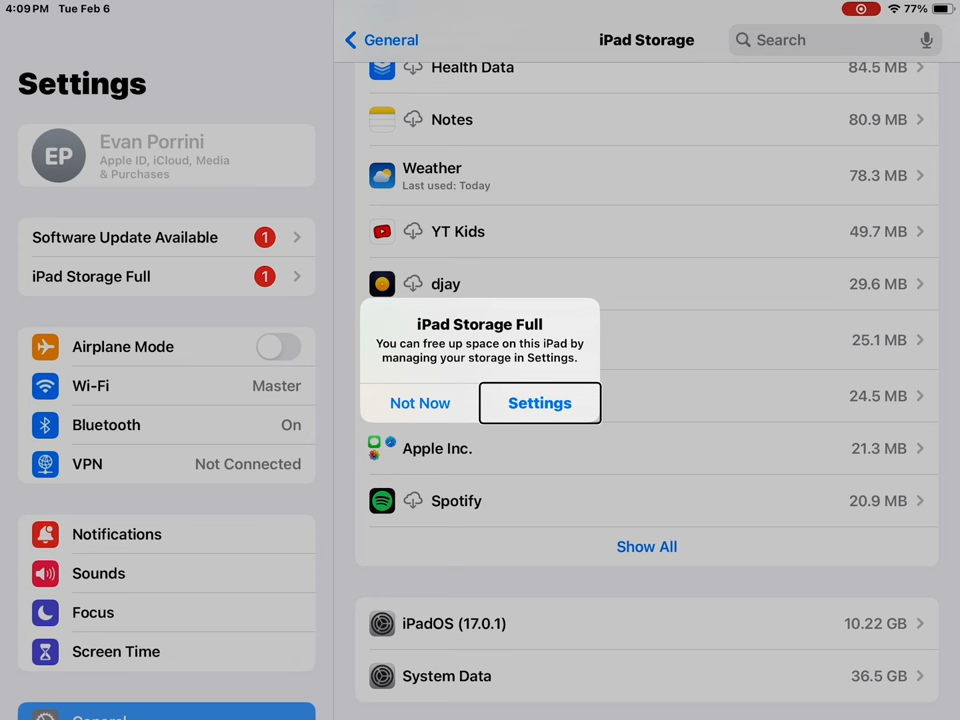 4:09 PM Tue Feb 6
77%
Settings
EP
Evan Porrini
Apple ID, iCloud, Media
& Purchases
Software Update Available 1
iPad Storage Full 1
Airplane Mode
Wi-Fi Master
Bluetooth On
VPN Not Connected
Notifications
Sounds
Focus
Screen Time
General
General
iPad Storage
Search
Health Data 84.5 MB
Notes 80.9 MB
Weather
Last used: Today
78.3 MB
YT Kids 49.7 MB
djay 29.6 MB
25.1 MB
24.5 MB
iPad Storage Full
You can free up space on this iPad by
managing your storage in Settings.
Not Now Settings
Apple Inc. 21.3 MB
Spotify 20.9 MB
Show All
iPadOS (17.0.1) 10.22 GB
System Data 36.5 GB